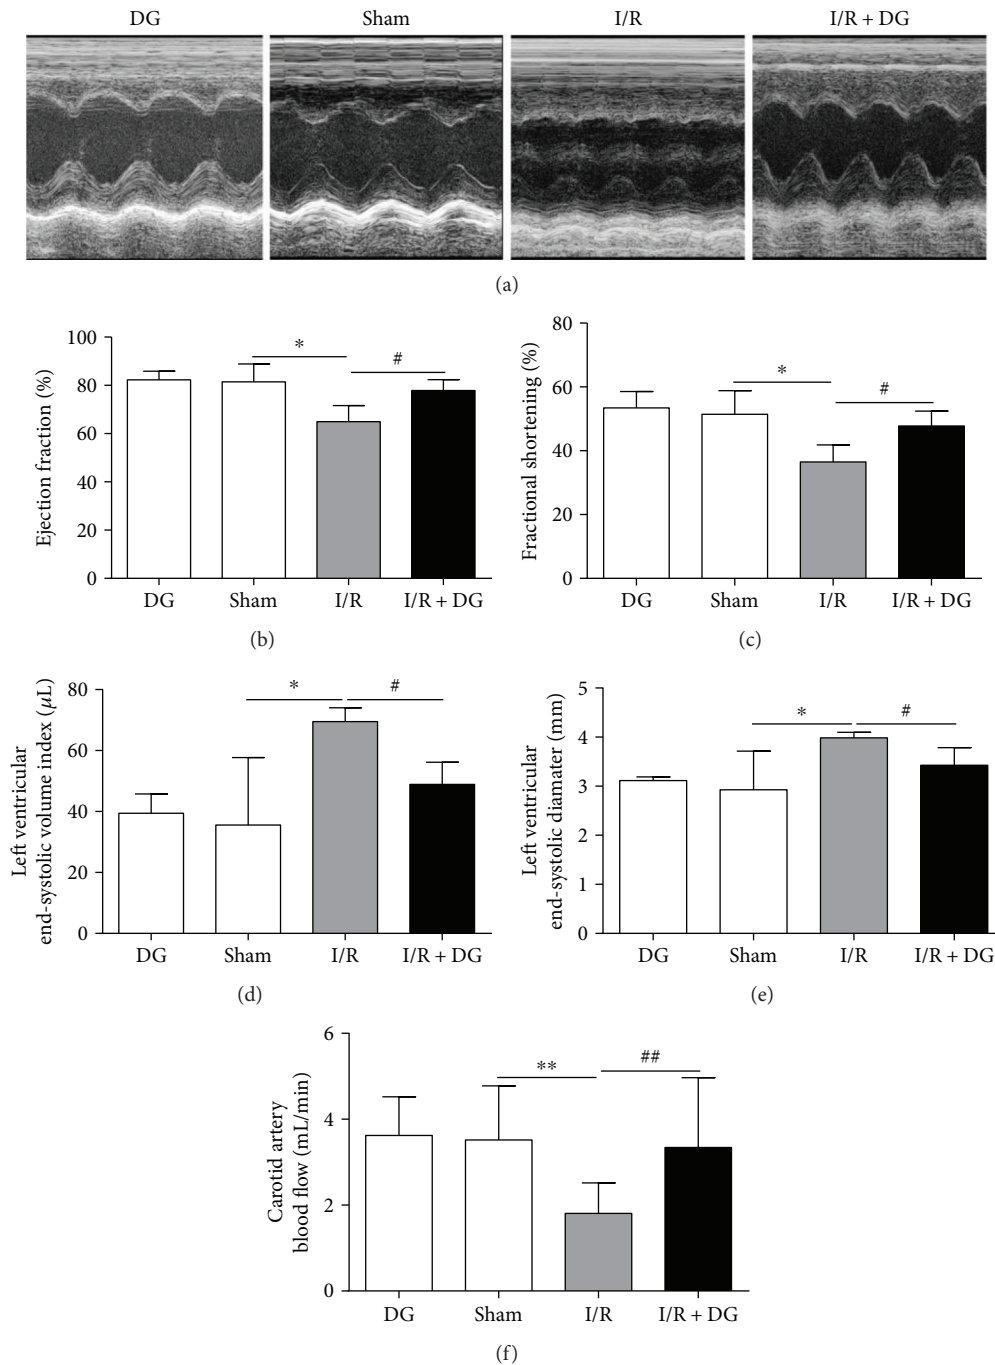 DG Sham I/R I/R + DG
(a)
Ejection fraction (%)
100
80
60
40
20
0
*
#
DG Sham I/R I/R + DG
(b)
Fractional shortening (%)
80
60
40
20
0
*
#
DG Sham I/R I/R + DG
(c)
Left ventricular
end-systolic volume index (μL)
80
60
40
20
0
*
#
DG Sham I/R I/R + DG
(d)
Left ventricular
end-systolic diamater (mm)
5
4
3
2
1
0
*
#
DG Sham I/R I/R + DG
(e)
Carotid artery
blood flow (mL/min)
6
4
2
0
**
##
DG Sham I/R I/R + DG
(f)